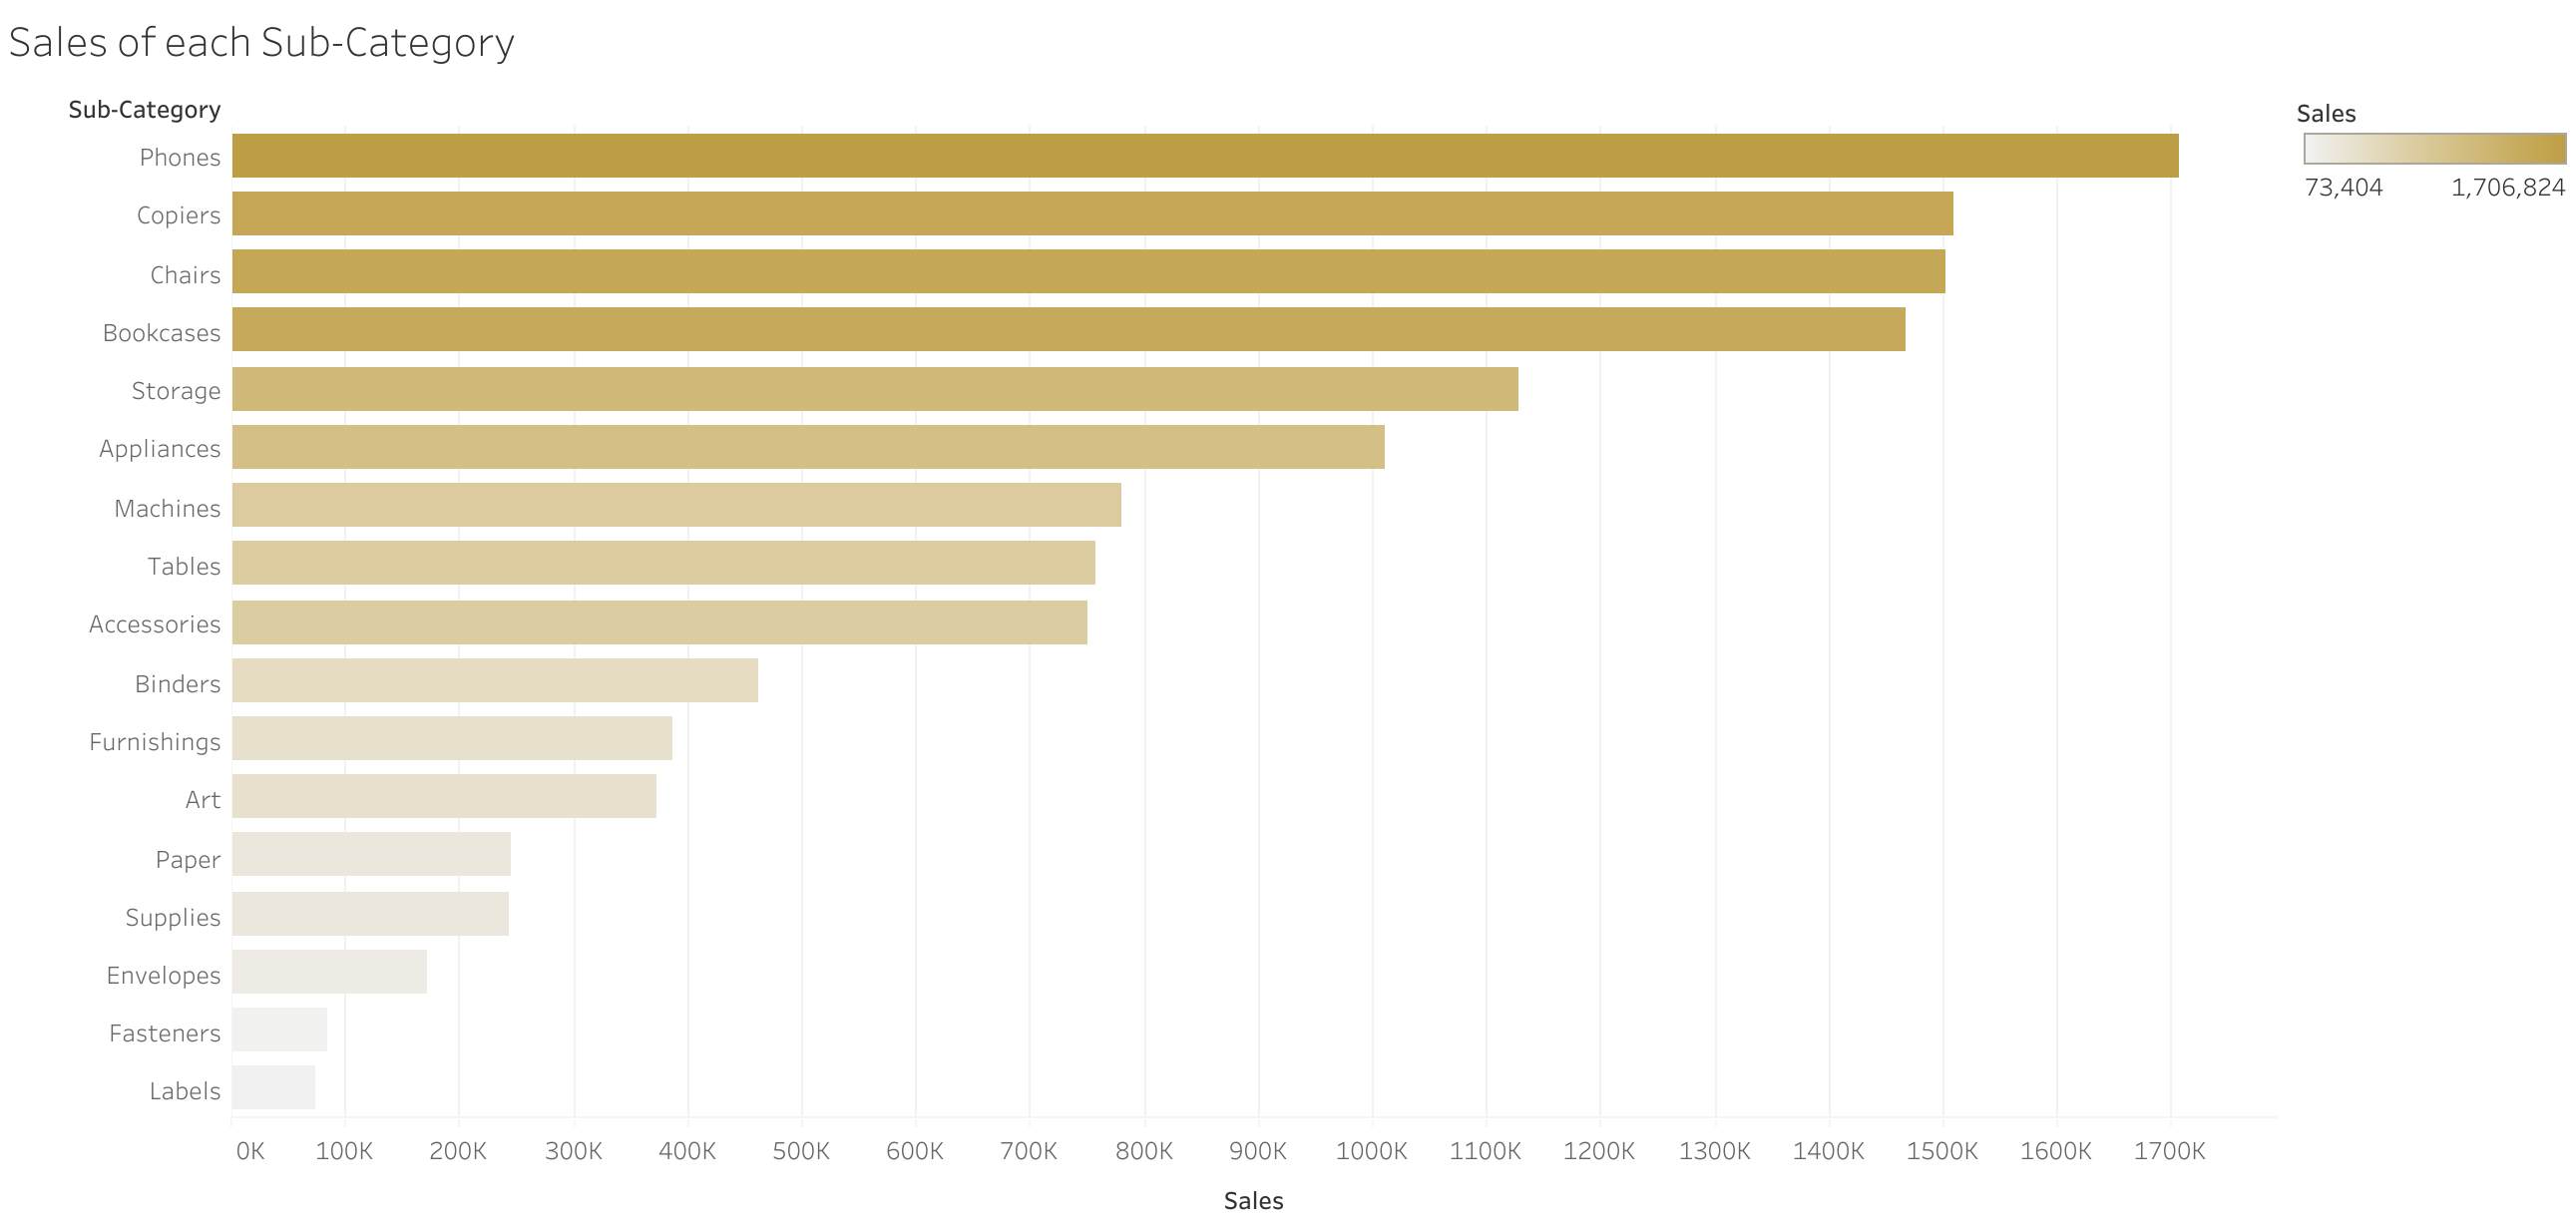 Sales of each Sub-Category
Sub-Category
Sales
73,404 1,706,824
Phones
Copiers
Chairs
Bookcases
Storage
Appliances
Machines
Tables
Accessories
Binders
Furnishings
Art
Paper
Supplies
Envelopes
Fasteners
Labels
0K 100K 200K 300K 400K 500K 600K 700K 800K 900K 1000K 1100K 1200K 1300K 1400K 1500K 1600K 1700K
Sales